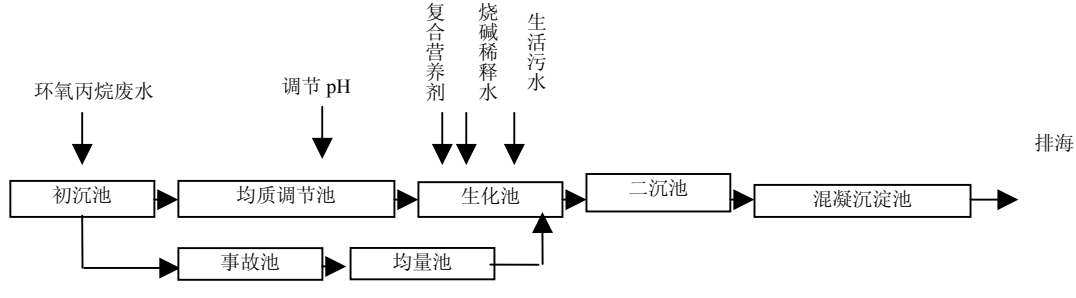 复合营养剂
烧碱稀释水
生活污水
环氧丙烷废水
调节 pH
排海
初沉池
均质调节池
生化池
二沉池
混凝沉淀池
事故池
均量池